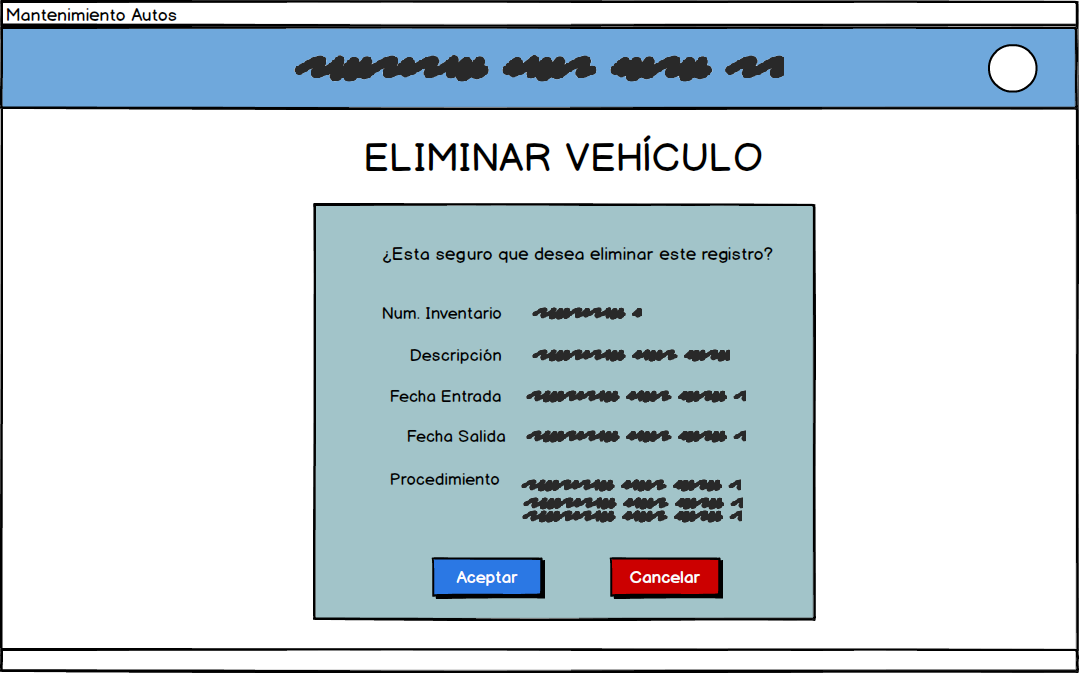 Mantenimiento Autos
ELIMINAR VEHÍCULO
¿Esta seguro que desea eliminar este registro?
Num. Inventario
Descripción
Fecha Entrada
Fecha Salida
Procedimiento
Aceptar Cancelar